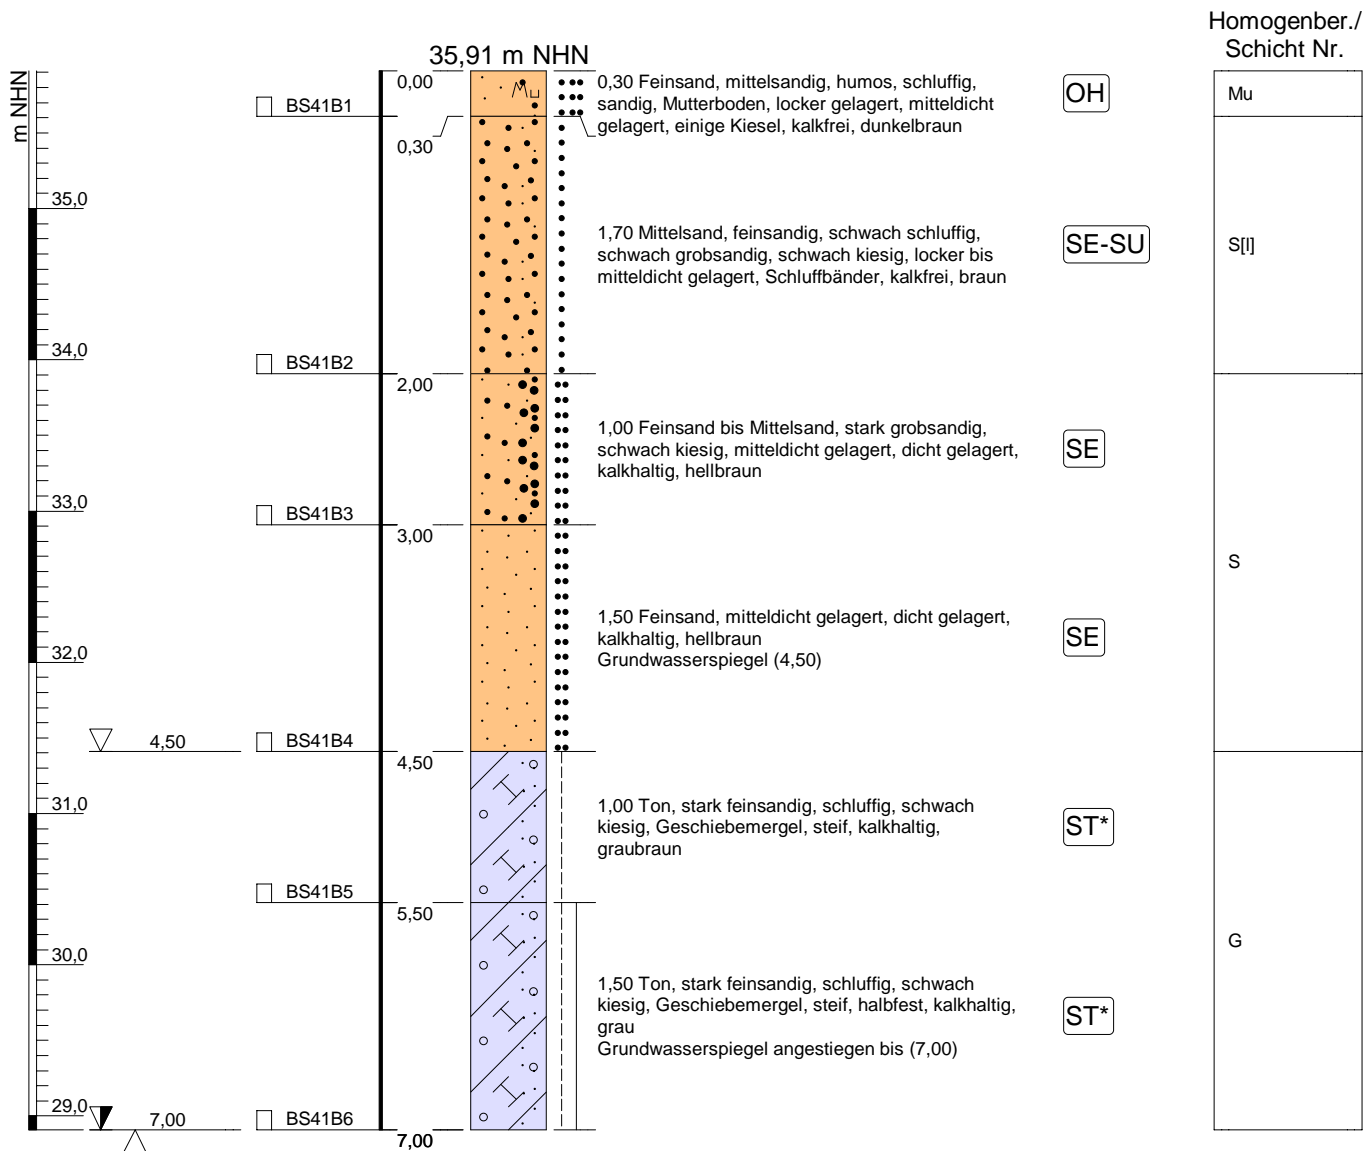 Homogenber./
Schicht Nr.
35,91 m NHN
m NHN
0,00
0,30 Feinsand, mittelsandig, humos, schluffig,
sandig, Mutterboden, locker gelagert, mitteldicht
gelagert, einige Kiesel, kalkfrei, dunkelbraun
OH
Mu
Mu
BS41B1
0,30
35,0
1,70 Mittelsand, feinsandig, schwach schluffig,
schwach grobsandig, schwach kiesig, locker bis
mitteldicht gelagert, Schluffbänder, kalkfrei, braun
SE-SU
S[l]
34,0
BS41B2
2,00
1,00 Feinsand bis Mittelsand, stark grobsandig,
schwach kiesig, mitteldicht gelagert, dicht gelagert,
kalkhaltig, hellbraun
SE
33,0
BS41B3
3,00
S
1,50 Feinsand, mitteldicht gelagert, dicht gelagert,
kalkhaltig, hellbraun
Grundwasserspiegel (4,50)
SE
32,0
4,50
BS41B4
4,50
31,0
1,00 Ton, stark feinsandig, schluffig, schwach
kiesig, Geschiebemergel, steif, kalkhaltig,
graubraun
ST*
BS41B5
5,50
30,0
G
1,50 Ton, stark feinsandig, schluffig, schwach
kiesig, Geschiebemergel, steif, halbfest, kalkhaltig,
grau
Grundwasserspiegel angestiegen bis (7,00)
ST*
29,0
7,00
BS41B6
7,00